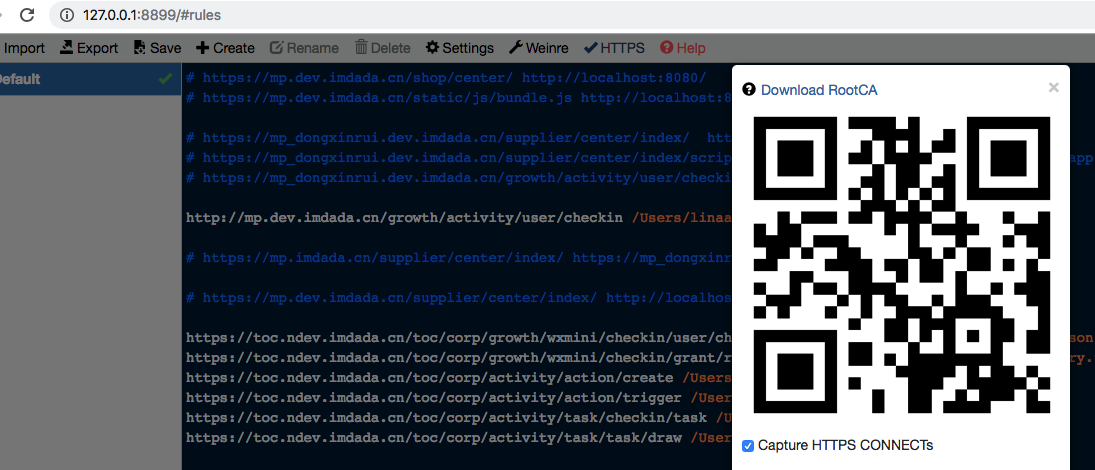 127.0.0.1:8899/#rules
Import Export Save Create Rename Delete Settings Weinre HTTPS Help
Default
# https://mp.dev.imdada.cn/shop/center/ http://localhost:8080/
# https://mp.dev.imdada.cn/static/js/bundle.js http://localhost:8
# https://mp_dongxinrui.dev.imdada.cn/supplier/center/index/ htt
# https://mp_dongxinrui.dev.imdada.cn/supplier/center/index/scrip app
# https://mp_dongxinrui.dev.imdada.cn/growth/activity/user/checki
http://mp.dev.imdada.cn/growth/activity/user/checkin /Users/linaa
# https://mp.imdada.cn/supplier/center/index/ https://mp_dongxinr
# https://mp.dev.imdada.cn/supplier/center/index/ http://localhos
https://toc.ndev.imdada.cn/toc/corp/growth/wxmini/checkin/user/ch son
https://toc.ndev.imdada.cn/toc/corp/growth/wxmini/checkin/grant/r ry.
https://toc.ndev.imdada.cn/toc/corp/activity/action/create /Users
https://toc.ndev.imdada.cn/toc/corp/activity/action/trigger /User
https://toc.ndev.imdada.cn/toc/corp/activity/task/checkin/task /U
https://toc.ndev.imdada.cn/toc/corp/activity/task/task/draw /User
Download RootCA ×
Capture HTTPS CONNECTs